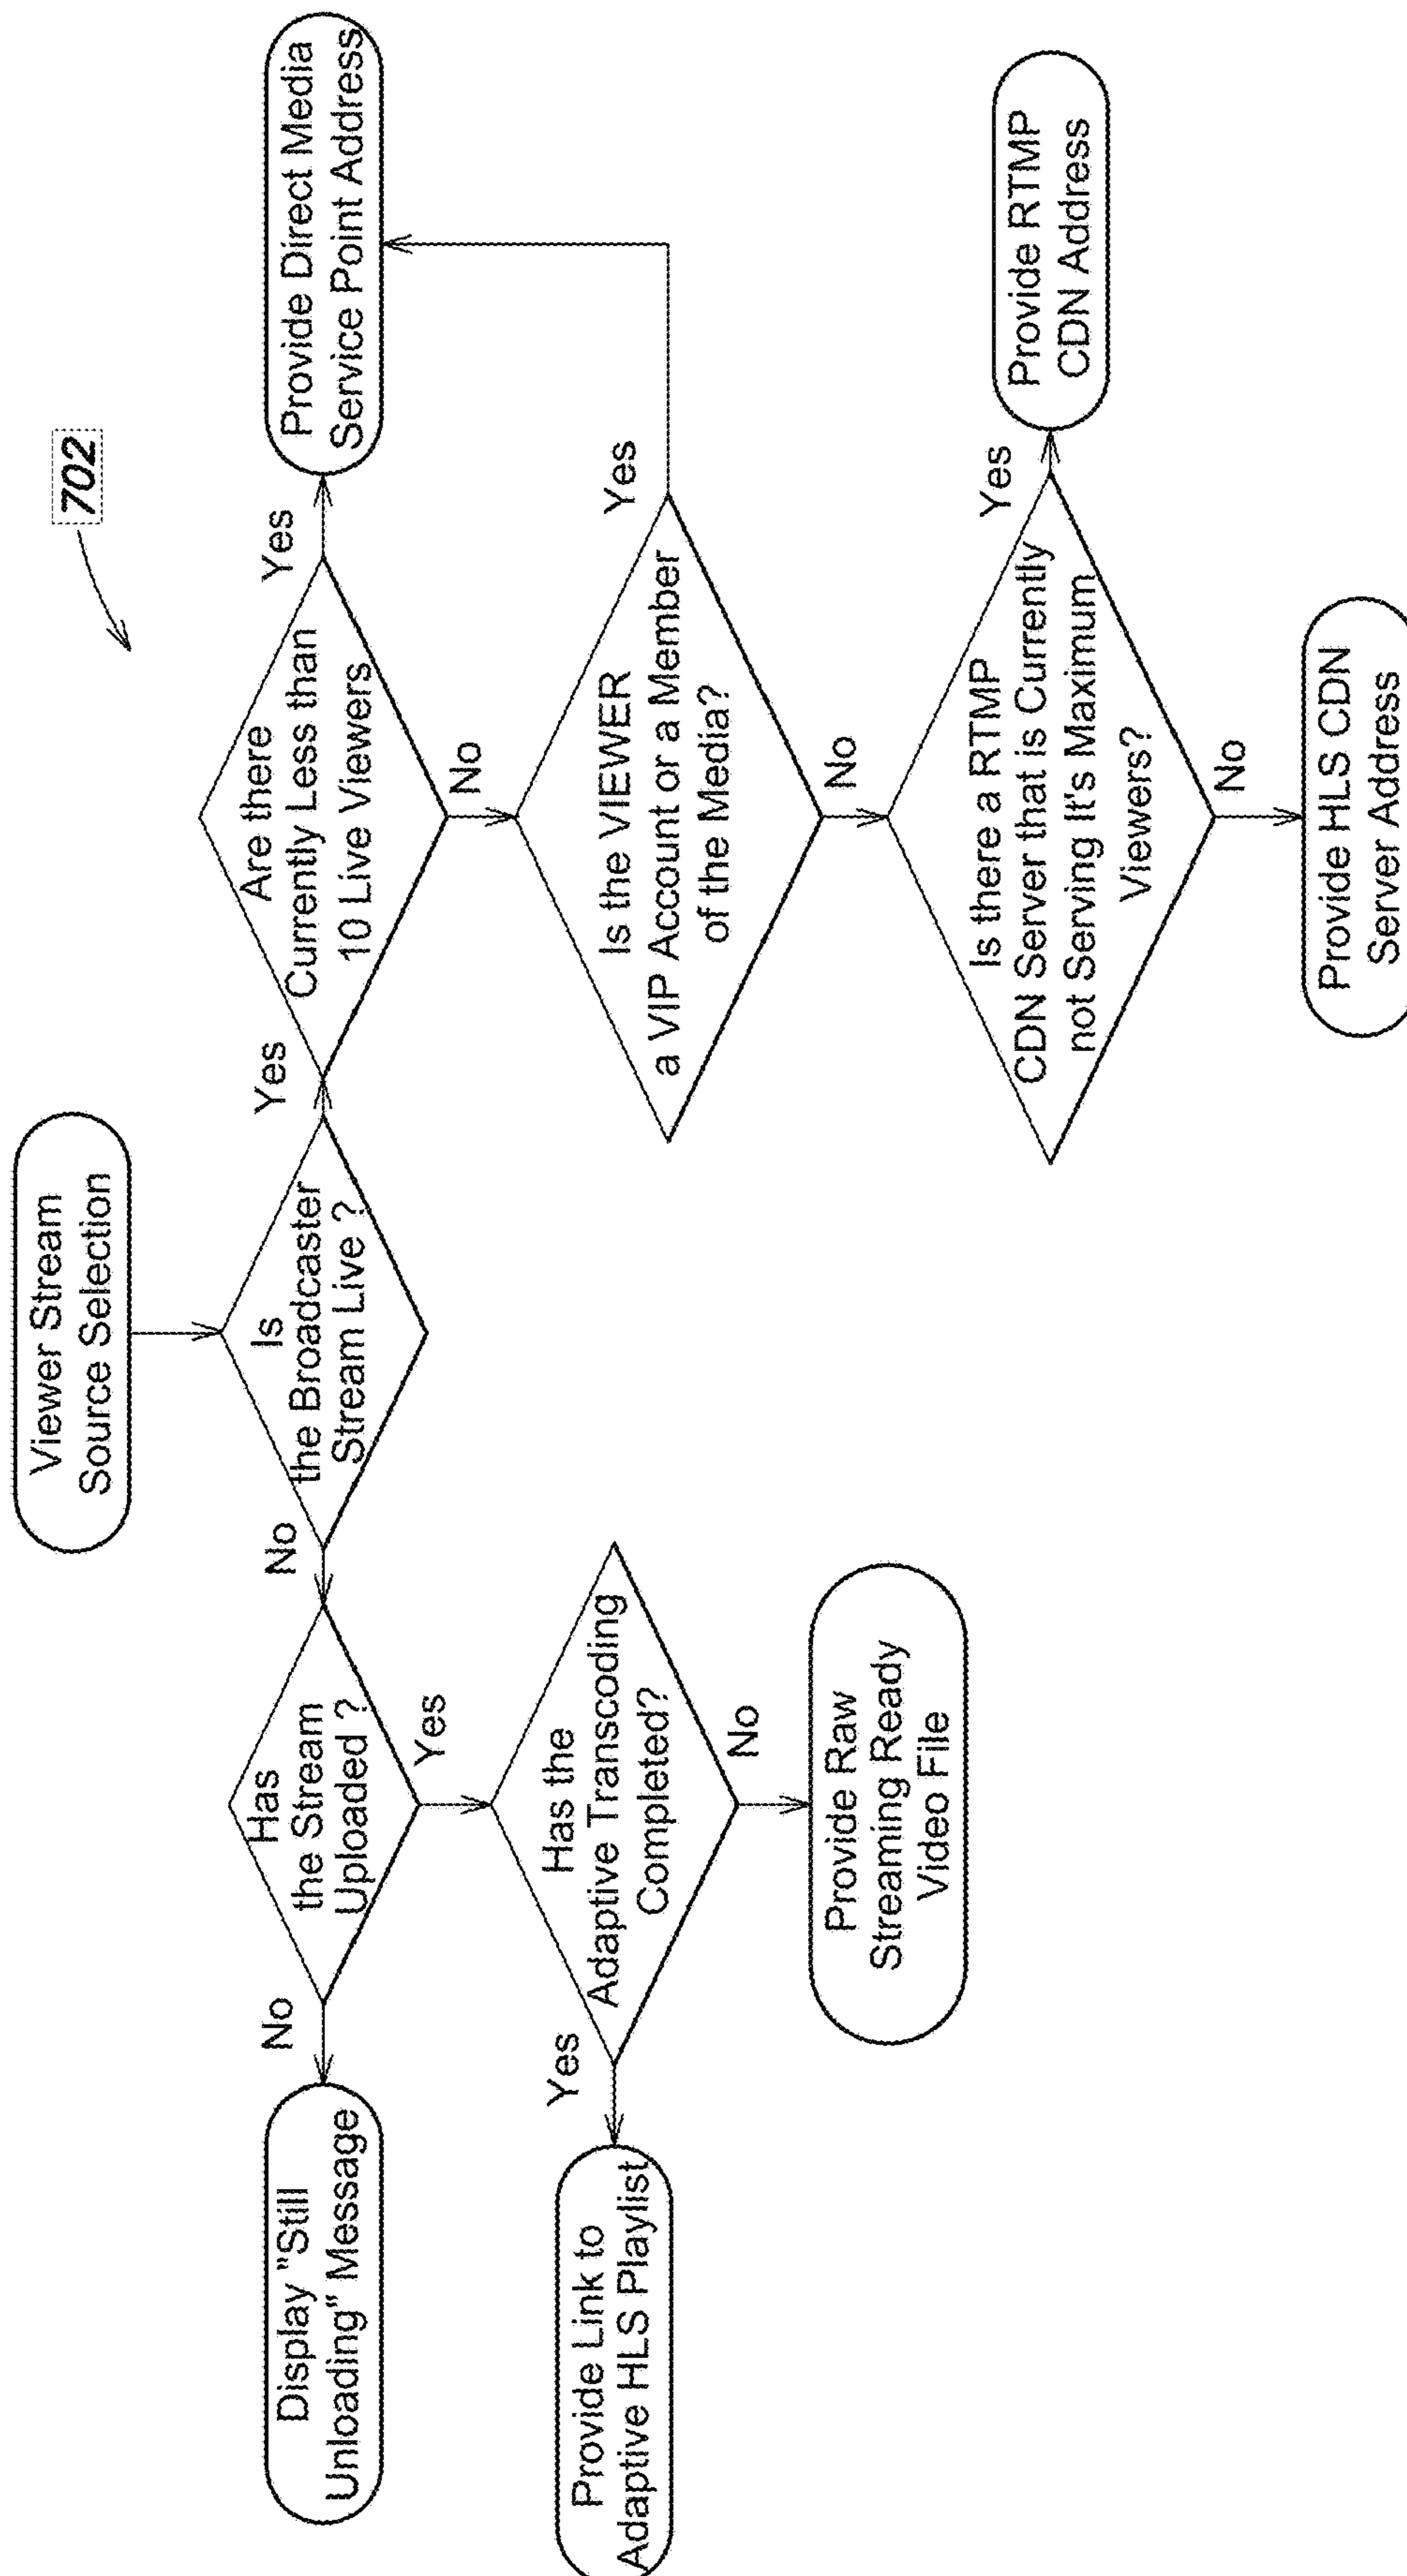 702
Viewer Stream
Source Selection
Is
the Broadcaster
Stream Live ?
No
Yes
Has
the Stream
Uploaded ?
No
Yes
Display "Still
Unloading" Message
Has the
Adaptive Transcoding
Completed?
Yes
No
Provide Link to
Adaptive HLS Playlist
Provide Raw
Streaming Ready
Video File
Are there
Currently Less than
10 Live Viewers
Yes
No
Provide Direct Media
Service Point Address
Is the VIEWER
a VIP Account or a Member
of the Media?
Yes
No
Is there a RTMP
CDN Server that is Currently
not Serving It's Maximum
Viewers?
Yes
No
Provide RTMP
CDN Address
Provide HLS CDN
Server Address